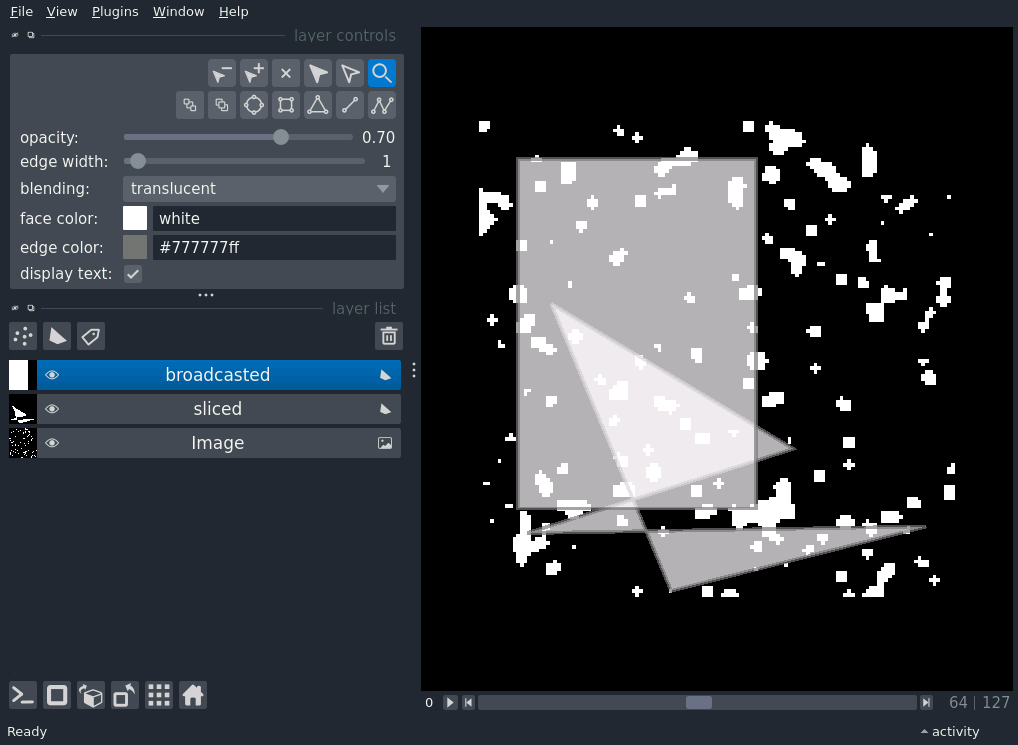 File View Plugins Window Help
layer controls
opacity: 0.70
edge width: 1
blending: translucent
face color: white
edge color: #777777ff
display text:
layer list
broadcasted
sliced
Image
0 64 | 127
Ready activity